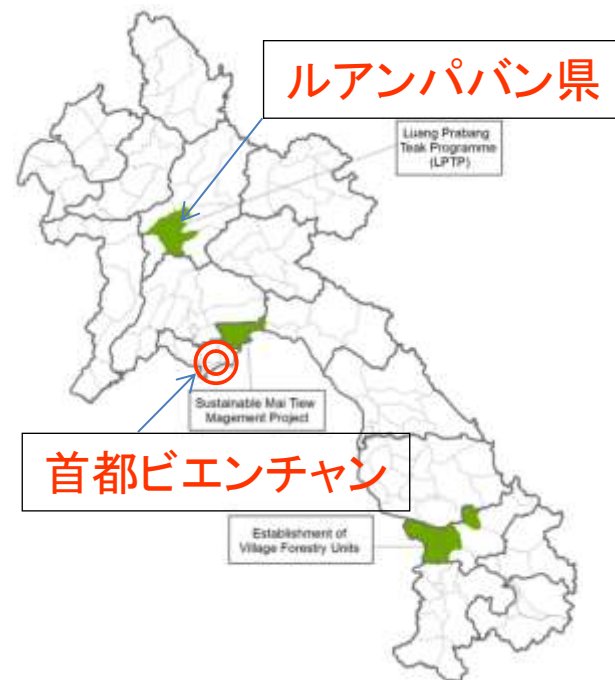 ルアンパバン県
Luang Prabang
Teak Programme
(LPTP)
Sustainable Mai Tiew
Magement Project
首都ビエンチャン
Establishment of
Village Forestry Units